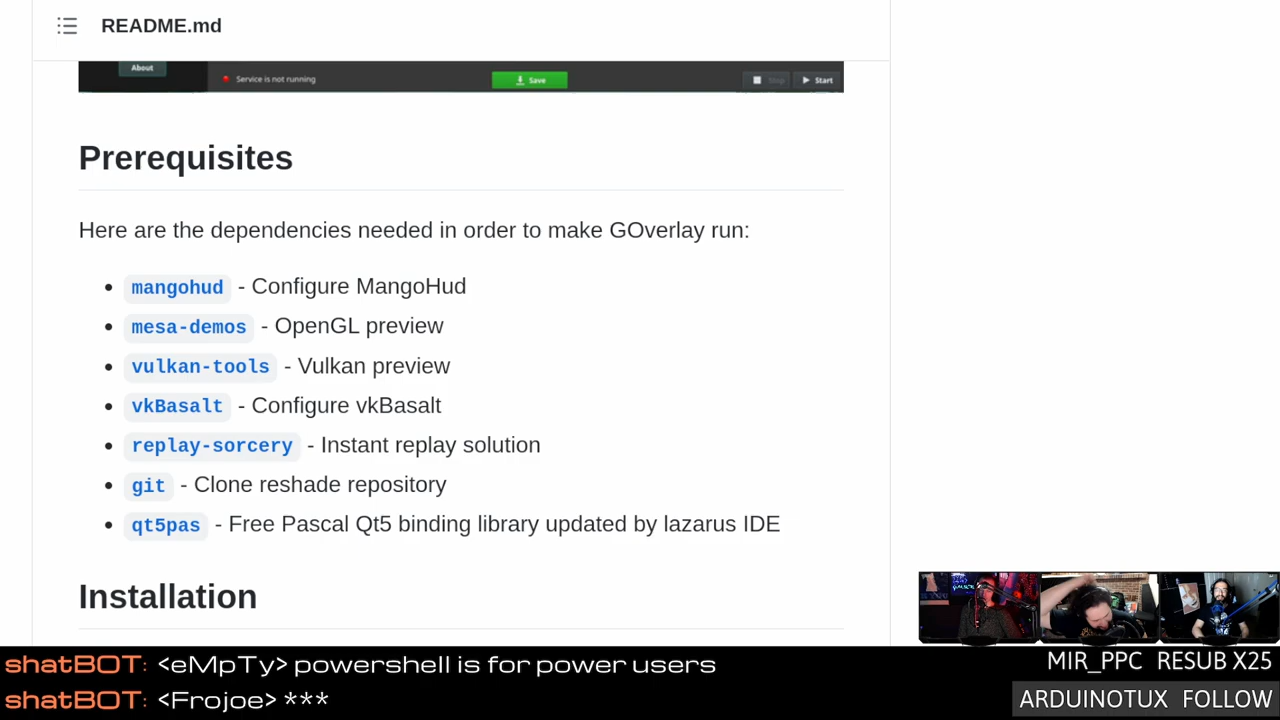 README.md
About
Service is not running
Save
Stop
Start
Prerequisites
Here are the dependencies needed in order to make GOverlay run:
mangohud - Configure MangoHud
mesa-demos - OpenGL preview
vulkan-tools - Vulkan preview
vkBasalt - Configure vkBasalt
replay-sorcery - Instant replay solution
git - Clone reshade repository
qt5pas - Free Pascal Qt5 binding library updated by lazarus IDE
Installation
shatBOT: <eMpTy> powershell is for power users
shatBOT: <Frojoe> ***
MIR_PPC RESUB X25
ARDUINOTUX FOLLOW